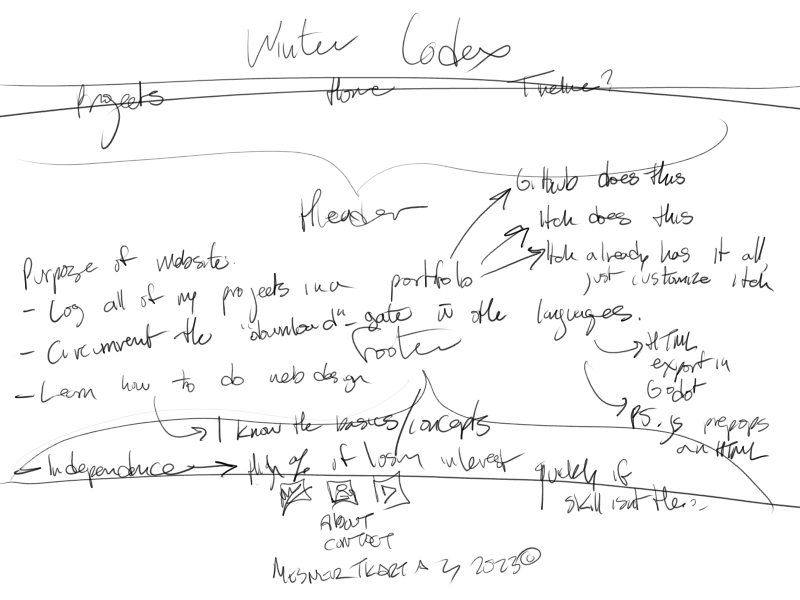 Winter Codex
Projects Home Twelve?
Header
GitHub does this
Itch does this
Itch already has it all,
just customize itch
Purpose of website:
- Log all of my projects in a portfolio
- Circumvent the "download"-gate in other languages.
Footer
- Learn how to do web design
HTML
export in
Godot
P5.js prepops
an HTML
I know the basics/concepts
- Independence → High % of losing interest
quickly if
skill isnt there
ABOUT
CONTACT
2023©